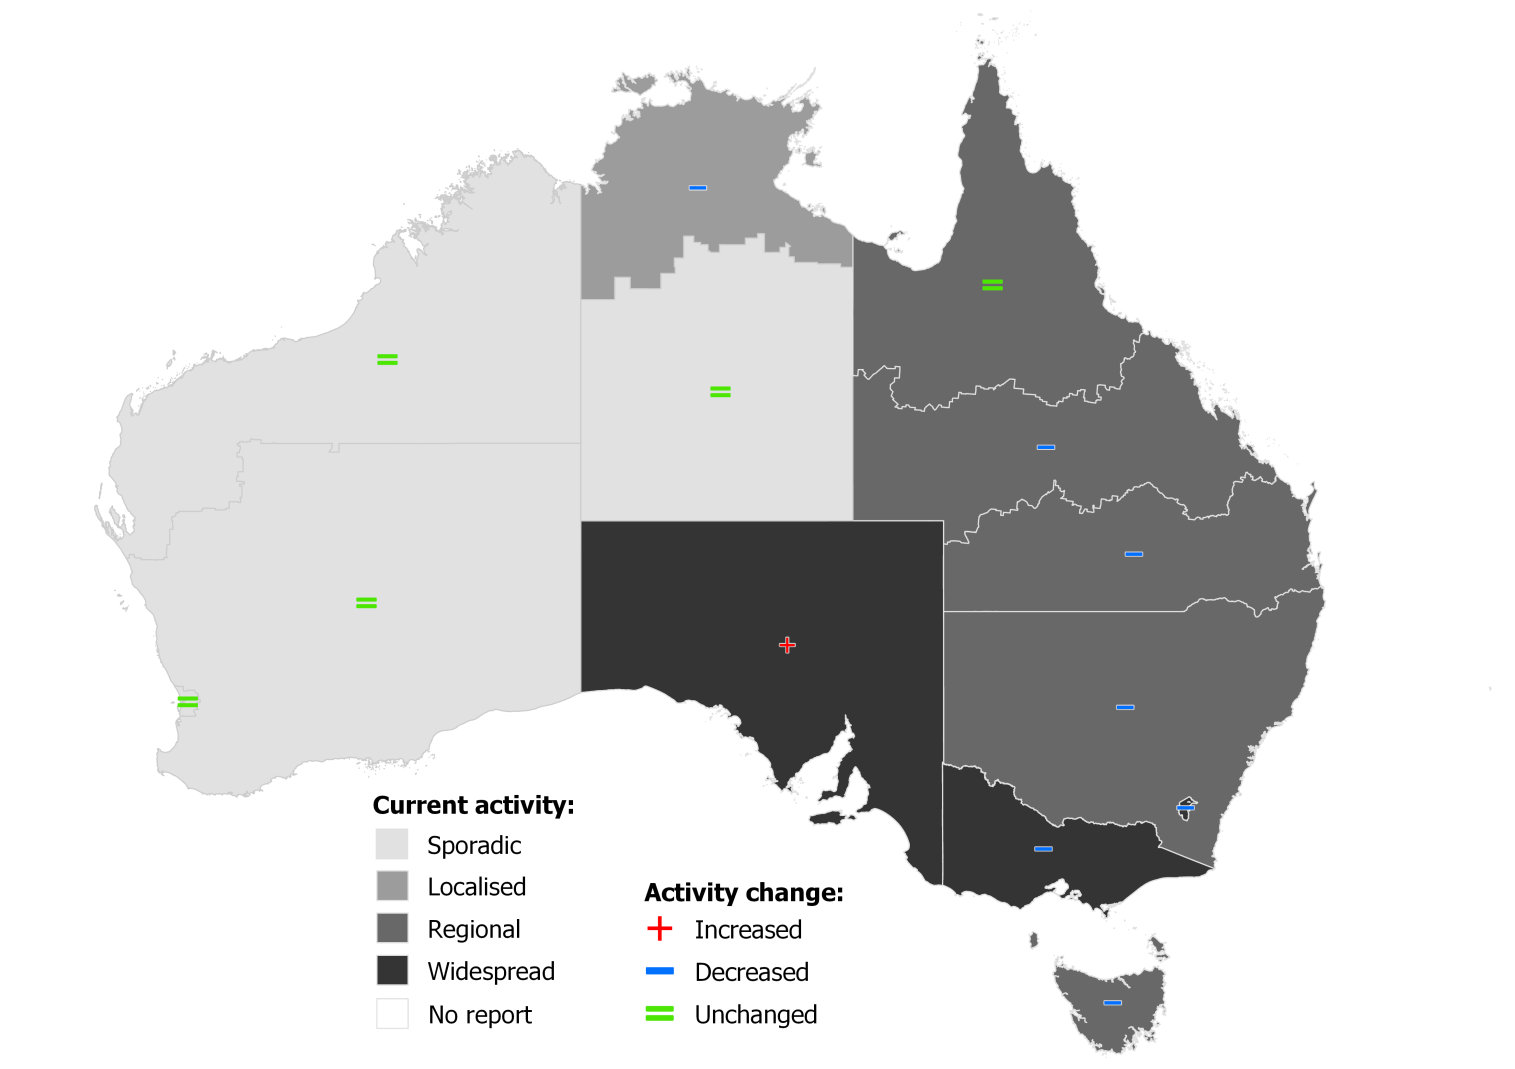 Current activity:
Sporadic
Localised
Regional
Widespread
No report
Activity change:
Increased
Decreased
Unchanged